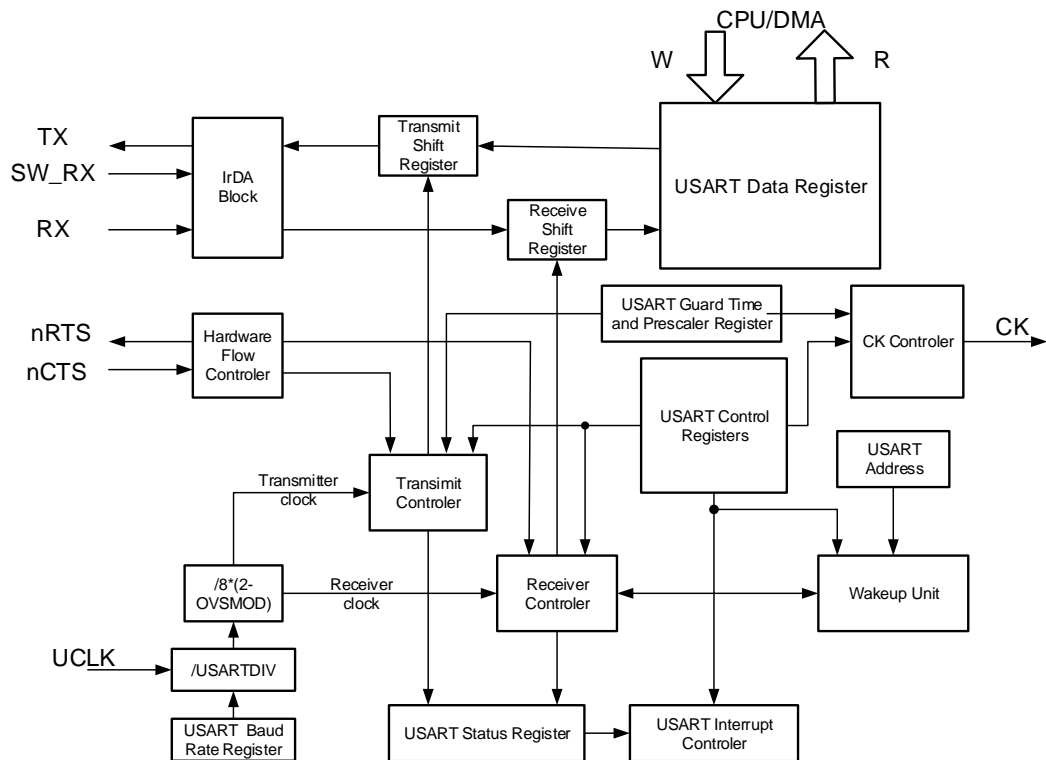 CPU/DMA
W
R
TX
SW_RX
RX
IrDA
Block
Transmit
Shift
Register
Receive
Shift
Register
USART Data Register
nRTS
nCTS
Hardware
Flow
Controler
USART Guard Time
and Prescaler Register
CK Controler
CK
USART Control
Registers
USART
Address
Transmitter
clock
Transimit
Controler
/8*(2-
OVSMOD)
Receiver
clock
Receiver
Controler
Wakeup Unit
UCLK
/USARTDIV
USART Baud
Rate Register
USART Status Register
USART Interrupt
Controler